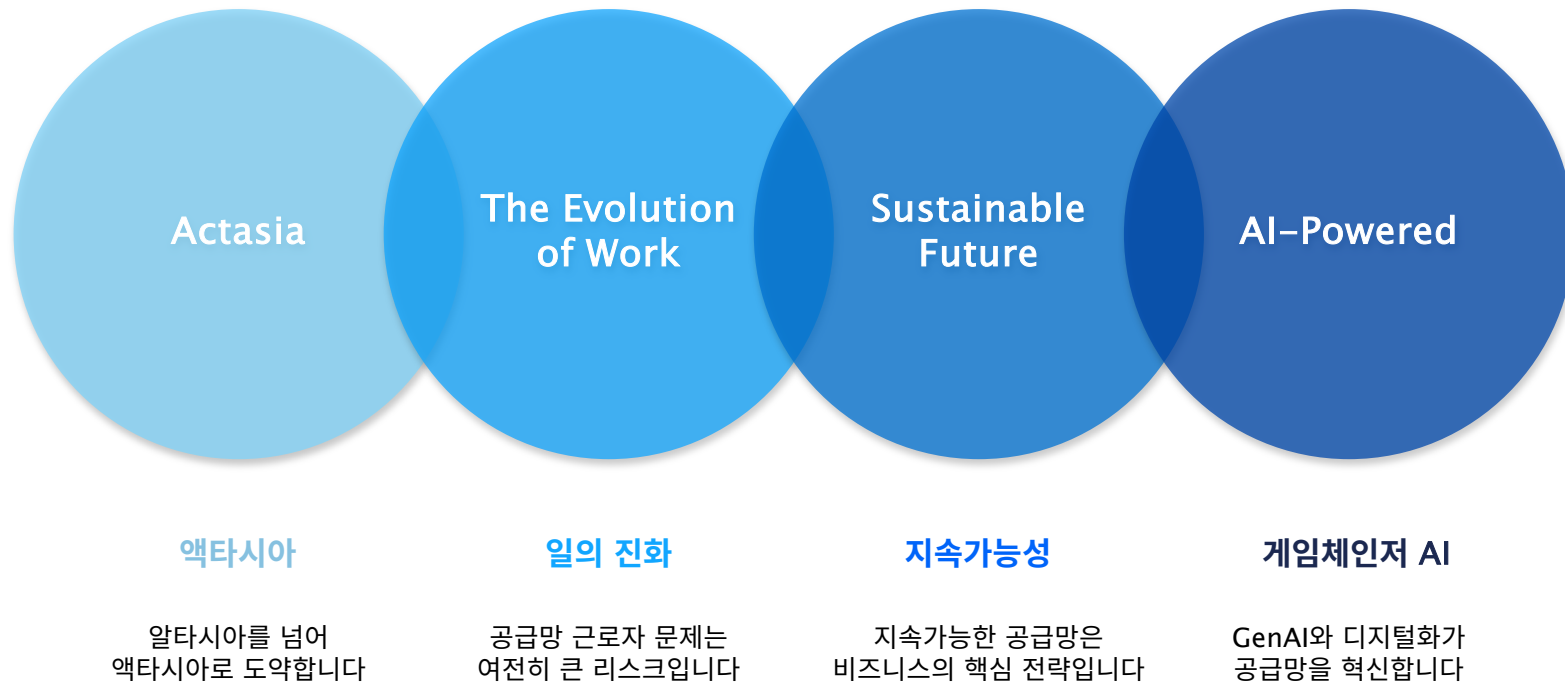 Actasia
The Evolution
of Work
Sustainable
Future
AI–Powered
액타시아
일의 진화
지속가능성
게임체인저 AI
알타시아를 넘어
액타시아로 도약합니다
공급망 근로자 문제는
여전히 큰 리스크입니다
지속가능한 공급망은
비즈니스의 핵심 전략입니다
GenAI와 디지털화가
공급망을 혁신합니다